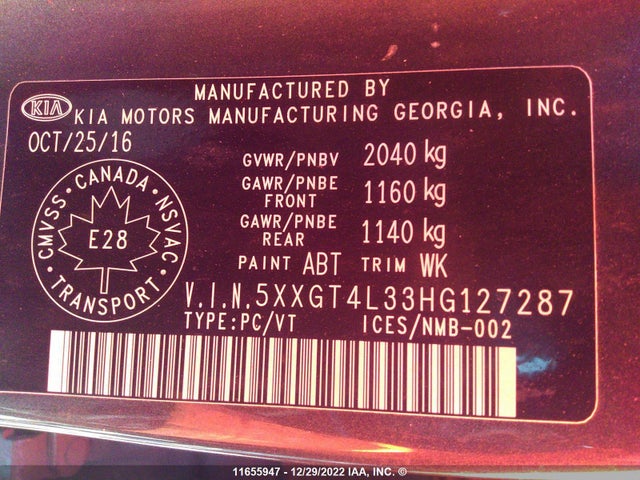 MANUFACTURED BY
KIA KIA MOTORS MANUFACTURING GEORGIA, INC.
OCT/25/16
GVWR/PNBV 2040 kg
GAWR/PNBE FRONT 1160 kg
GAWR/PNBE REAR 1140 kg
PAINT ABT TRIM WK
CMVSS • CANADA • NSVAC • TRANSPORT •
E28
V.I.N.5XXGT4L33HG127287
TYPE:PC/VT ICES/NMB-002
11655947 - 12/29/2022 IAA, INC. ©